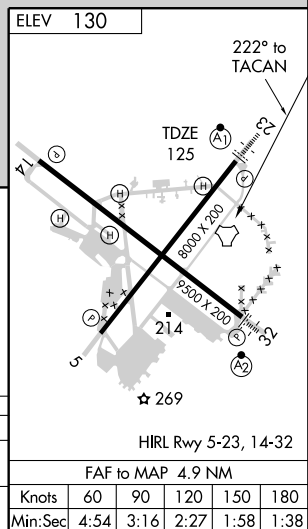 ELEV 130
222° to
TACAN
TDZE
125
A1
23
14
P
H
H
P
H
H
8000 X 200
9500 X 200
P
P
5
214
32
A2
269
HIRL Rwy 5-23, 14-32
FAF to MAP 4.9 NM
Knots 60 90 120 150 180
Min:Sec 4:54 3:16 2:27 1:58 1:38